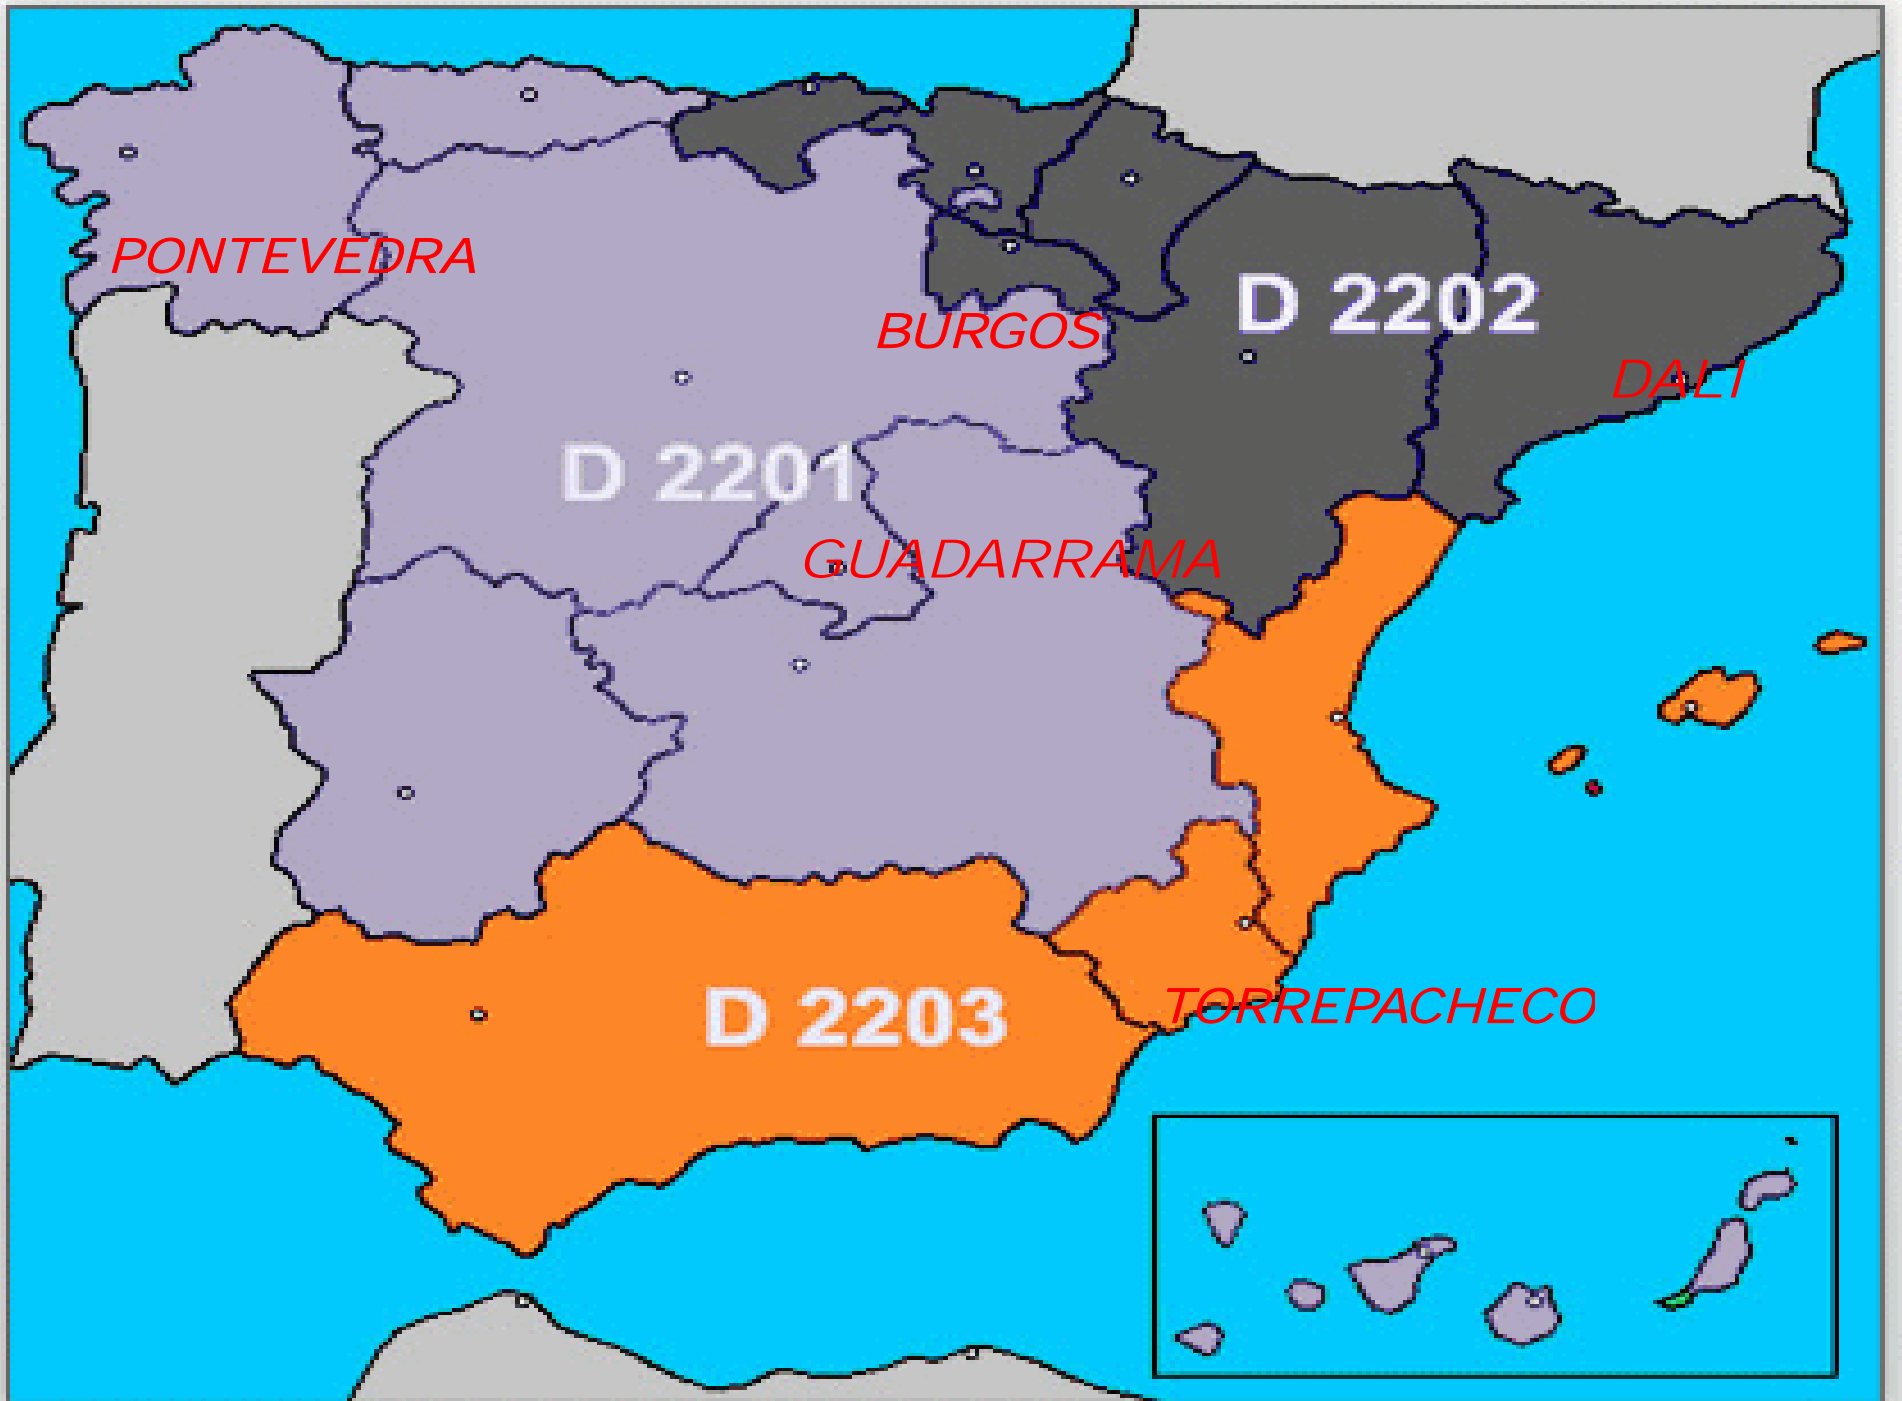 PONTEVEDRA
D 2202
BURGOS
DALI
D 2201
GUADARRAMA
D 2203
TORREPACHECO